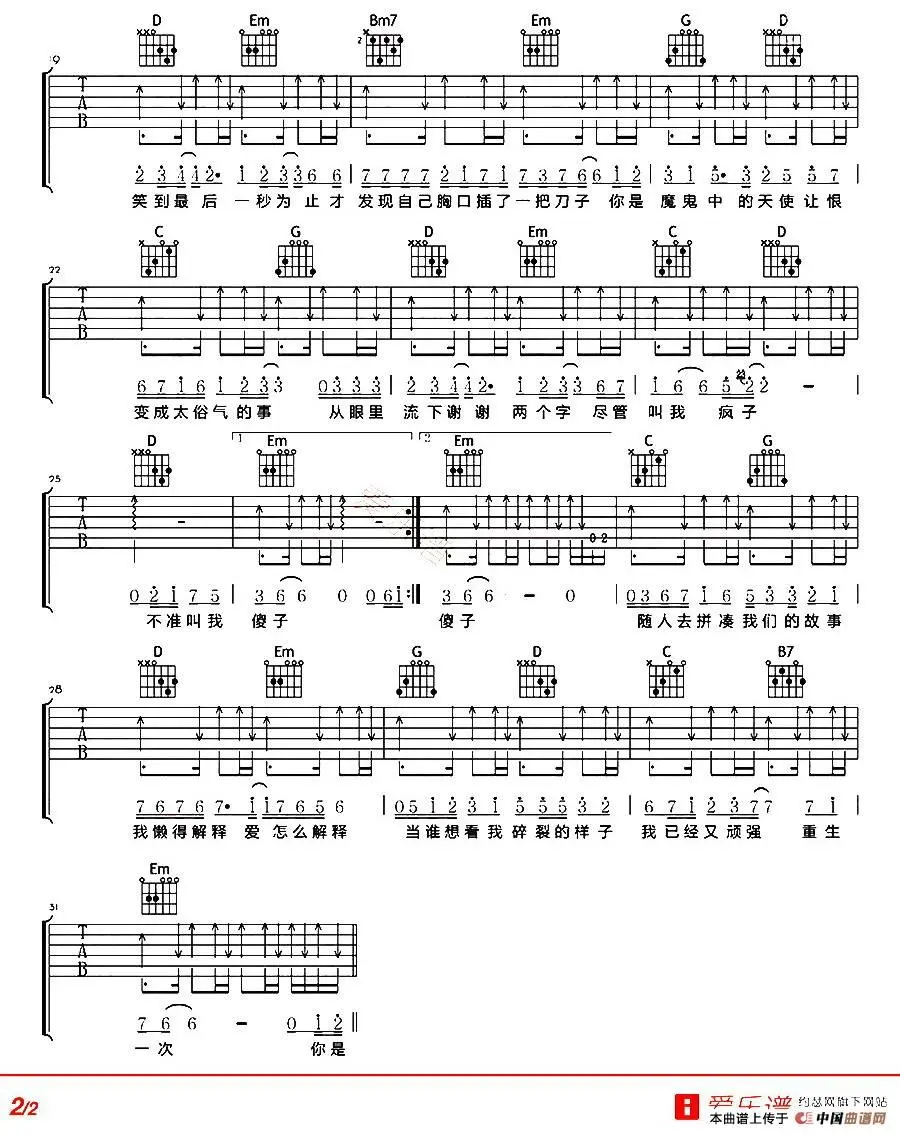 D Em Bm7 Em G D
19
2
T A B
2 3 4 4 2· 1 2 3 3 6 6 | 7 7 7 7 2 1 7 1 7 3 7 6 6 1 2 | 3 1 5· 3 2 5 5 7
笑到最后 一秒为止才 发现自己胸口插了一把刀子 你是 魔鬼中 的天使让恨
C G D Em C D
22
T A B
6 7 1 6 1 2 3 3 0 3 3 3 | 2 3 4 4 2· 1 2 3 3 6 7 | 1 6 6 5 5 2 2 –
变成太俗气的事 从眼里 流下谢谢 两个字 尽管 叫我 疯子
D 1 Em 2 Em C G
25
T A B
0 2
0 2 1 7 5 | 3 6 6 0 0 6 1 :| 3 6 6 – 0 | 0 3 6 7 1 6 5 3 3 2 1
不准叫我 傻子 傻子 随人去拼凑我们的故事
D Em G D C B7
28
T A B
7 6 7 6 7· 1 1 7 6 5 6 | 0 5 1 2 3 1 5 5 5 3 2 | 6 7 1 2 3 7 7 7 1 |
我懒得解释 爱 怎么解释 当谁想看我碎裂的样子 我已经又顽强 重生
Em
31
T A B
7 6 6 – 0 1 2 ‖
一次 你是
2/2
爱乐谱 约瑟网旗下网站
本曲谱上传于 中国曲谱网